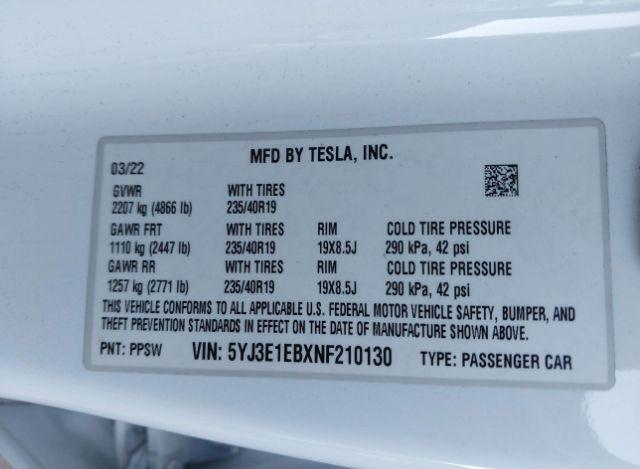 MFD BY TESLA, INC.
03/22
GVWR WITH TIRES
2207 kg (4866 lb) 235/40R19
GAWR FRT WITH TIRES RIM COLD TIRE PRESSURE
1110 kg (2447 lb) 235/40R19 19X8.5J 290 kPa, 42 psi
GAWR RR WITH TIRES RIM COLD TIRE PRESSURE
1257 kg (2771 lb) 235/40R19 19X8.5J 290 kPa, 42 psi
THIS VEHICLE CONFORMS TO ALL APPLICABLE U.S. FEDERAL MOTOR VEHICLE SAFETY, BUMPER, AND
THEFT PREVENTION STANDARDS IN EFFECT ON THE DATE OF MANUFACTURE SHOWN ABOVE.
PNT: PPSW VIN: 5YJ3E1EBXNF210130 TYPE: PASSENGER CAR